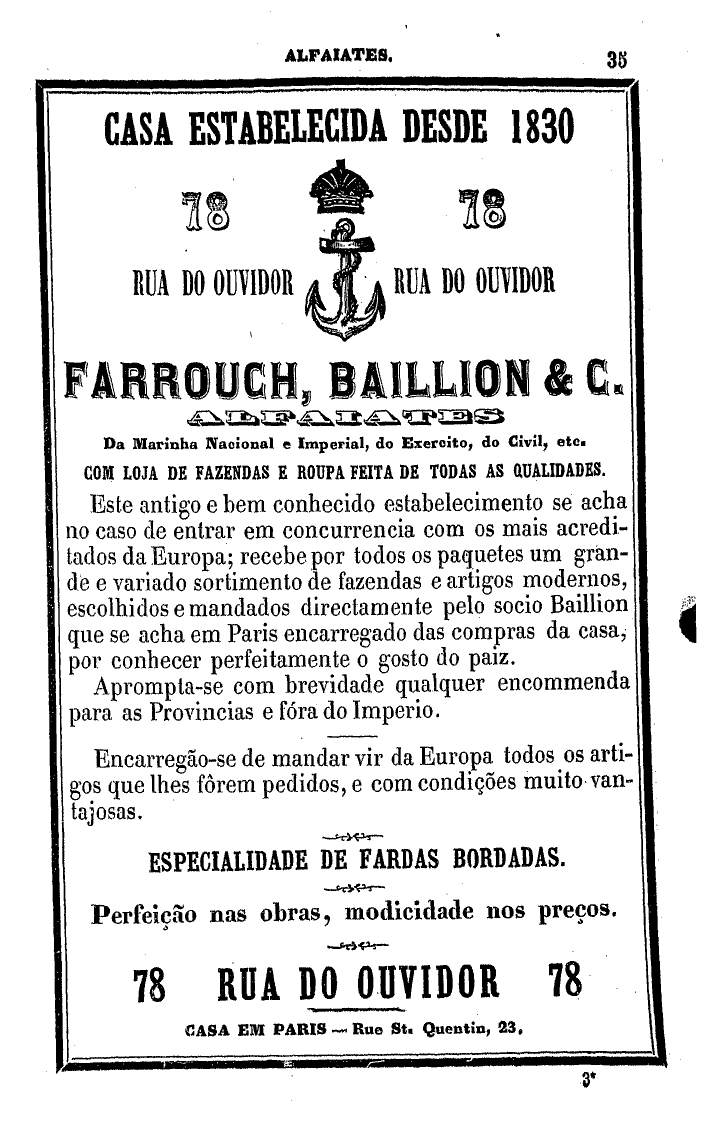 ALFAIATES.
35
CASA ESTABELECIDA DESDE 1830
78 78
RUA DO OUVIDOR RUA DO OUVIDOR
FARROUCH, BAILLION & C.
ALFAIATES
Da Marinha Nacional e Imperial, do Exercito, do Civil, etc.
COM LOJA DE FAZENDAS E ROUPA FEITA DE TODAS AS QUALIDADES.
Este antigo e bem conhecido estabelecimento se acha
no caso de entrar em concurrencia com os mais acredi-
tados da Europa; recebe por todos os paquetes um gran-
de e variado sortimento de fazendas e artigos modernos,
escolhidos e mandados directamente pelo socio Baillion
que se acha em Paris encarregado das compras da casa,
por conhecer perfeitamente o gosto do paiz.
Aprompta-se com brevidade qualquer encommenda
para as Provincias e fóra do Imperio.
Encarregão-se de mandar vir da Europa todos os arti-
gos que lhes fôrem pedidos, e com condições muito van-
tajosas.
ESPECIALIDADE DE FARDAS BORDADAS.
Perfeição nas obras, modicidade nos preços.
78 RUA DO OUVIDOR 78
CASA EM PARIS — Rue St. Quentin, 23.
3*